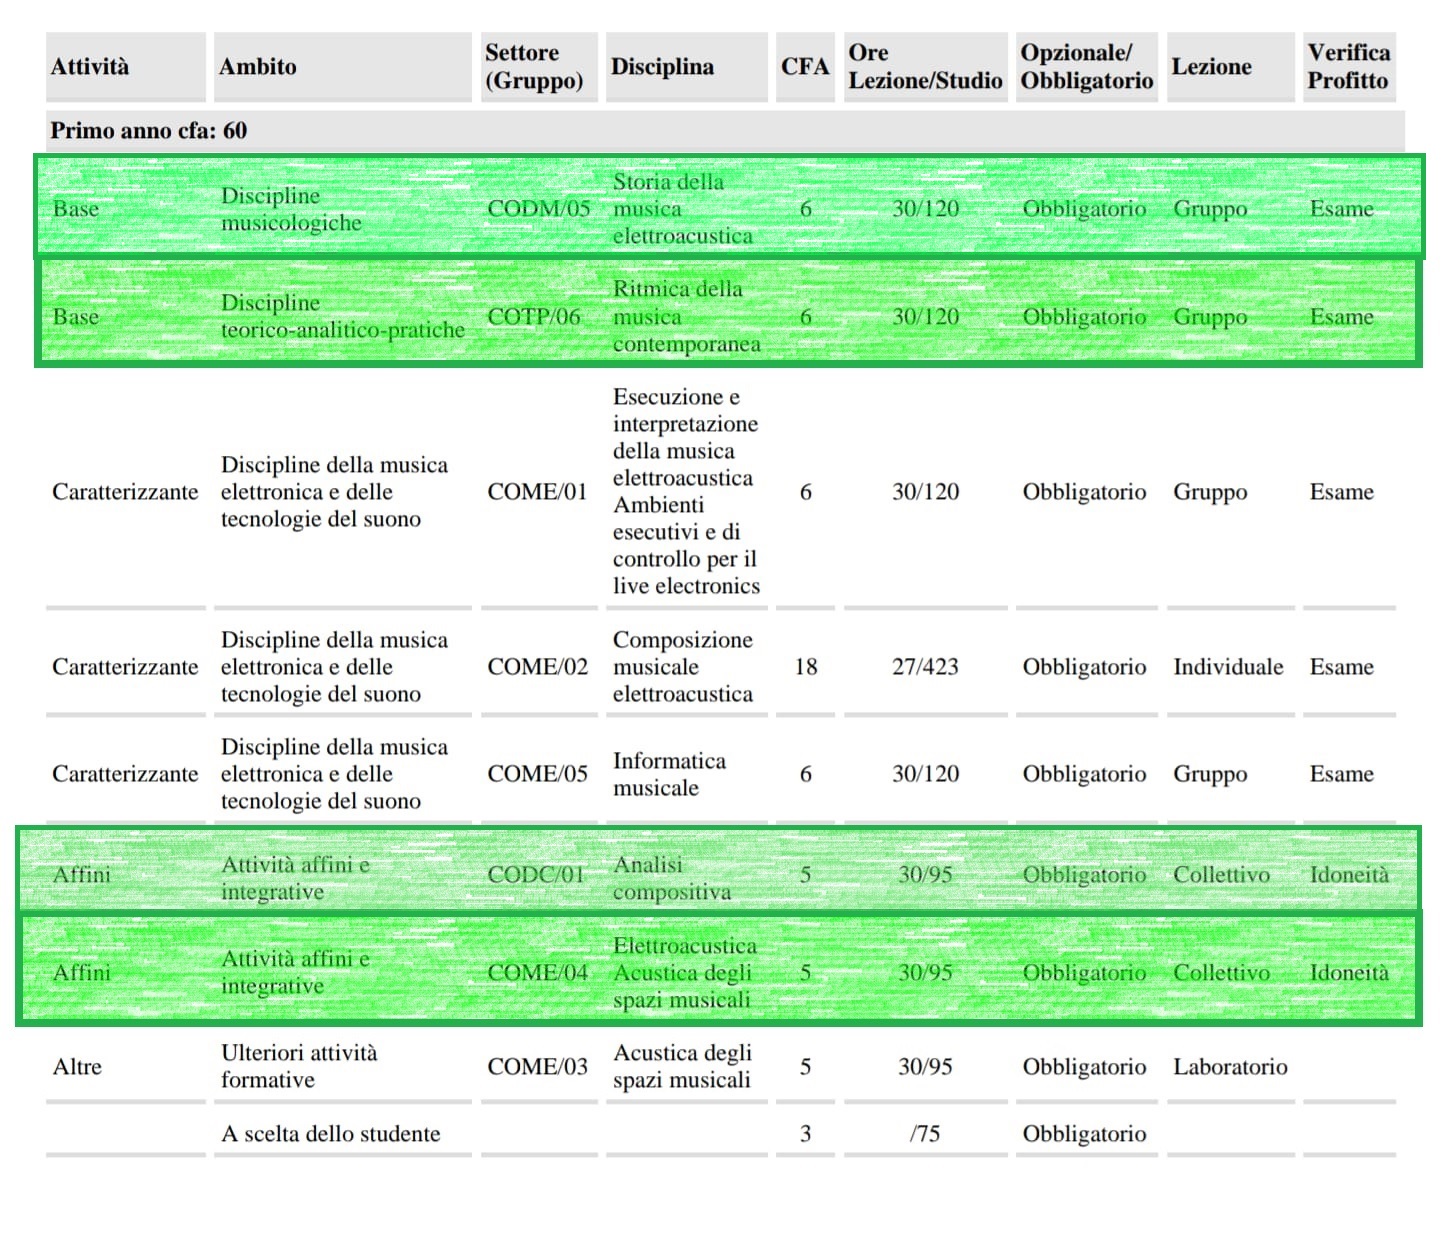 Attività Ambito Settore (Gruppo) Disciplina CFA Ore Lezione/Studio Opzionale/ Obbligatorio Lezione Verifica Profitto
Primo anno cfa: 60
Base Discipline musicologiche CODM/05 Storia della musica elettroacustica 6 30/120 Obbligatorio Gruppo Esame
Base Discipline teorico-analitico-pratiche COTP/06 Ritmica della musica contemporanea 6 30/120 Obbligatorio Gruppo Esame
Caratterizzante Discipline della musica elettronica e delle tecnologie del suono COME/01 Esecuzione e interpretazione della musica elettroacustica Ambienti esecutivi e di controllo per il live electronics 6 30/120 Obbligatorio Gruppo Esame
Caratterizzante Discipline della musica elettronica e delle tecnologie del suono COME/02 Composizione musicale elettroacustica 18 27/423 Obbligatorio Individuale Esame
Caratterizzante Discipline della musica elettronica e delle tecnologie del suono COME/05 Informatica musicale 6 30/120 Obbligatorio Gruppo Esame
Affini Attività affini e integrative CODC/01 Analisi compositiva 5 30/95 Obbligatorio Collettivo Idoneità
Affini Attività affini e integrative COME/04 Elettroacustica Acustica degli spazi musicali 5 30/95 Obbligatorio Collettivo Idoneità
Altre Ulteriori attività formative COME/03 Acustica degli spazi musicali 5 30/95 Obbligatorio Laboratorio
A scelta dello studente 3 /75 Obbligatorio